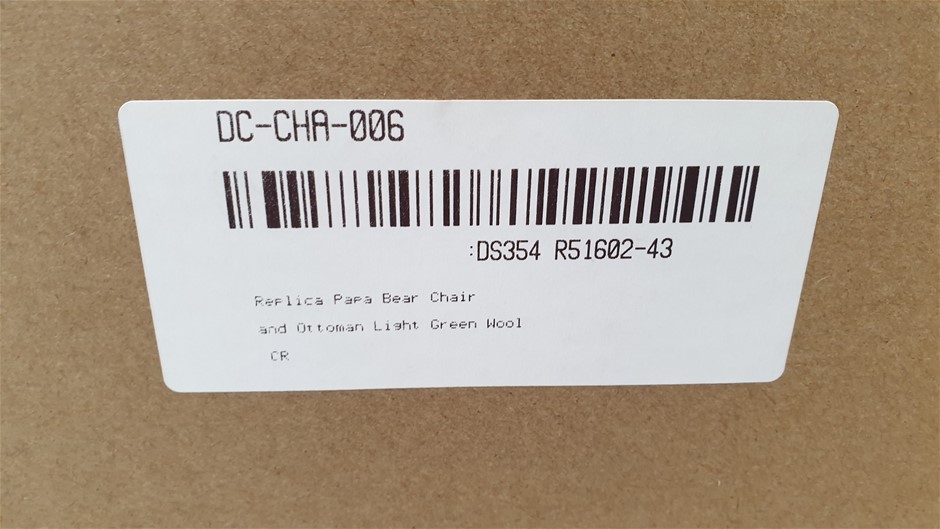 DC-CHA-006
:DS354 R51602-43
Replica Papa Bear Chair
and Ottoman Light Green Wool
CR